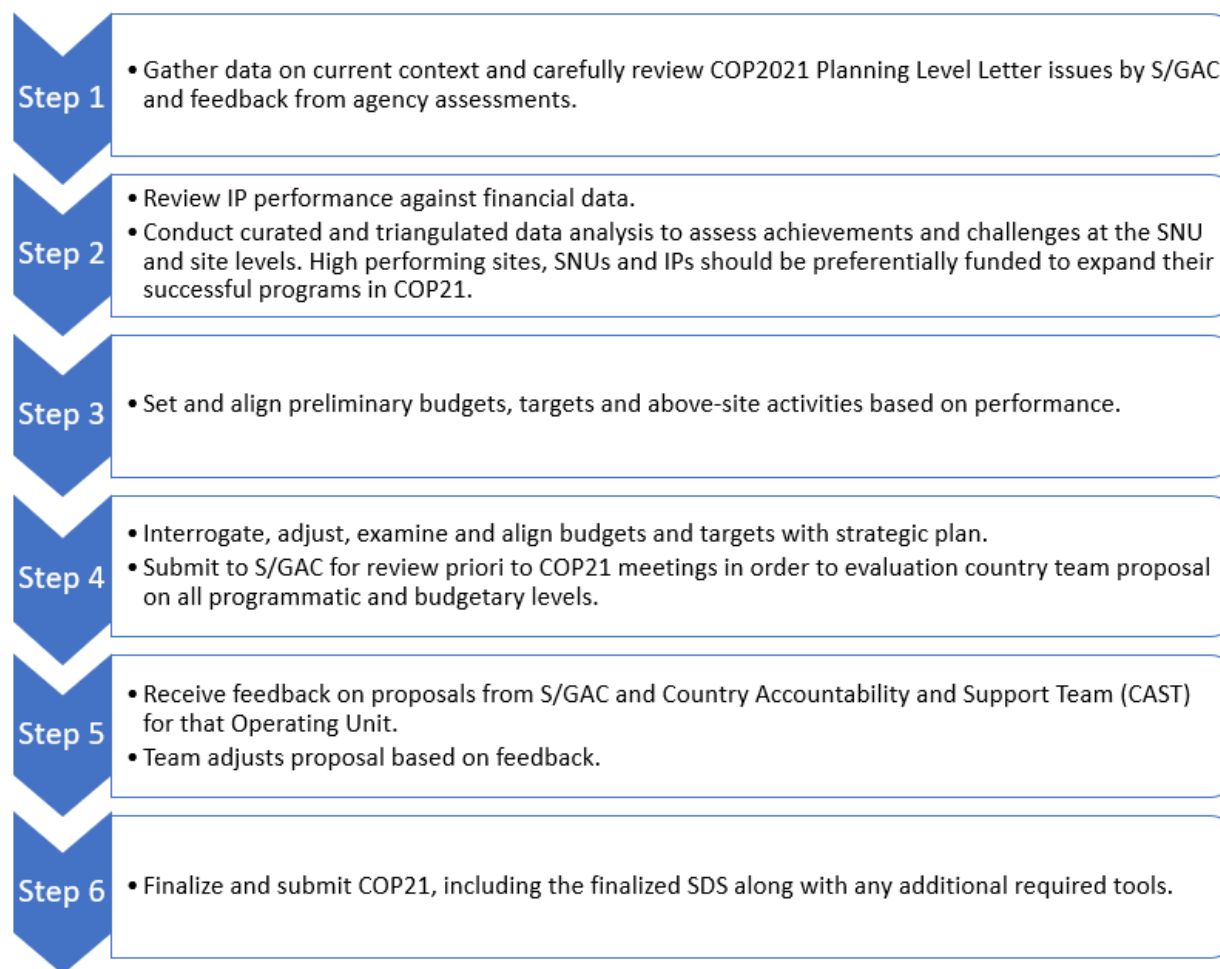 Step 1
• Gather data on current context and carefully review COP2021 Planning Level Letter issues by S/GAC
and feedback from agency assessments.
Step 2
• Review IP performance against financial data.
• Conduct curated and triangulated data analysis to assess achievements and challenges at the SNU
and site levels. High performing sites, SNUs and IPs should be preferentially funded to expand their
successful programs in COP21.
Step 3
• Set and align preliminary budgets, targets and above-site activities based on performance.
Step 4
• Interrogate, adjust, examine and align budgets and targets with strategic plan.
• Submit to S/GAC for review priori to COP21 meetings in order to evaluation country team proposal
on all programmatic and budgetary levels.
Step 5
• Receive feedback on proposals from S/GAC and Country Accountability and Support Team (CAST)
for that Operating Unit.
• Team adjusts proposal based on feedback.
Step 6
• Finalize and submit COP21, including the finalized SDS along with any additional required tools.